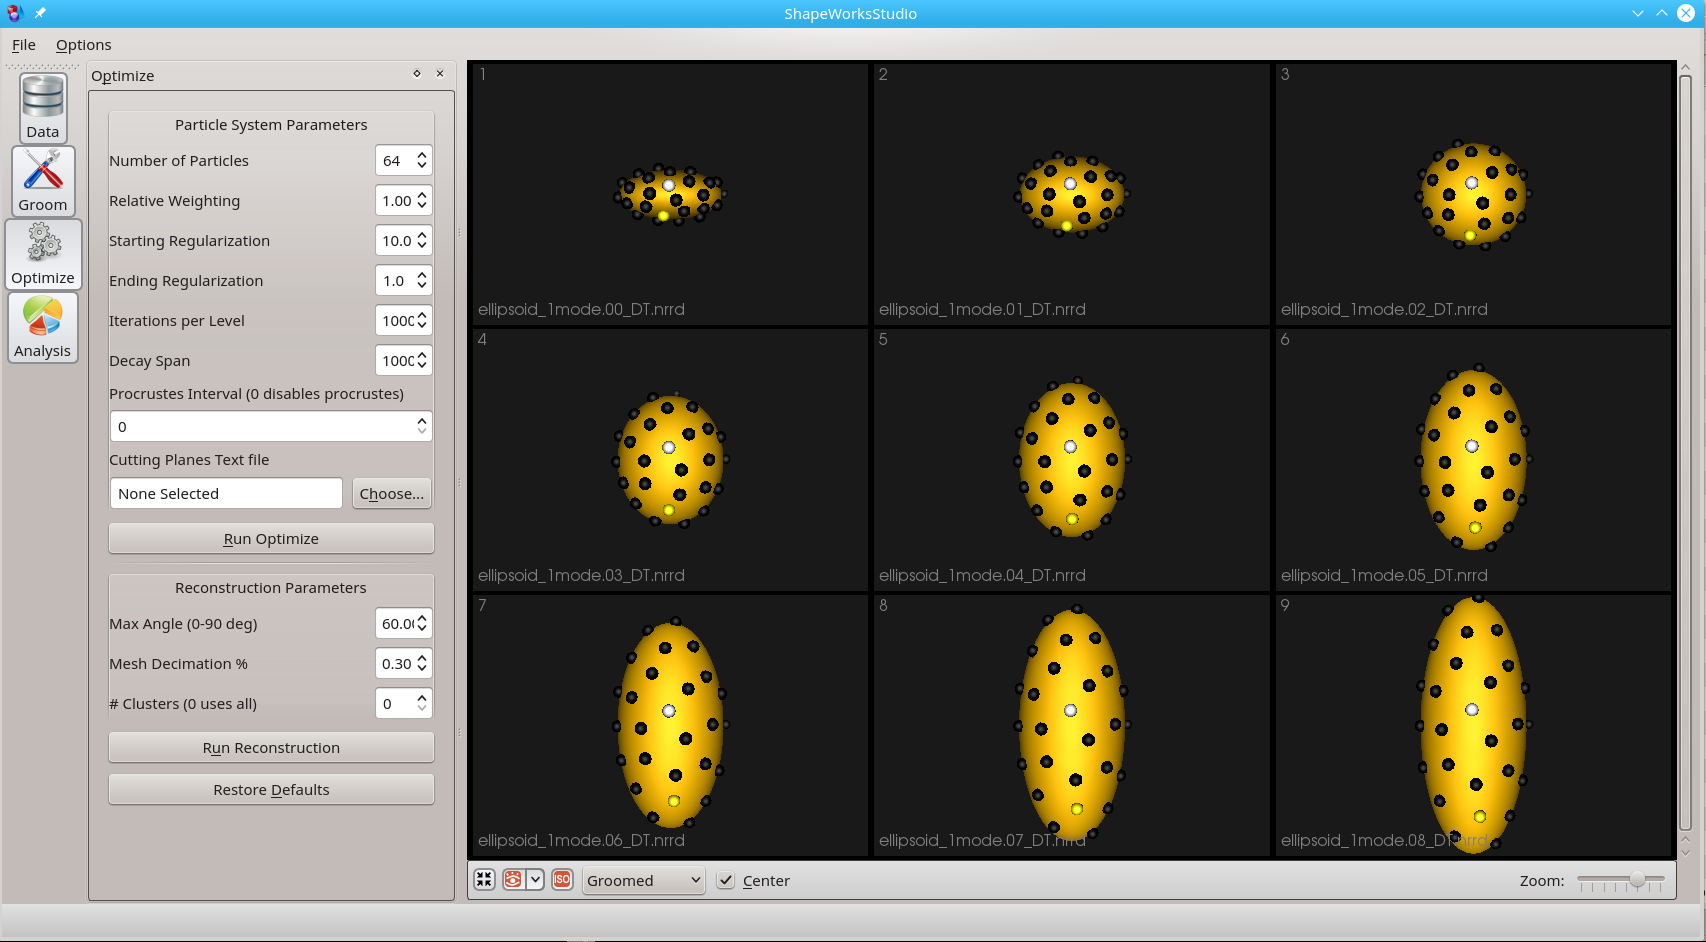 ShapeWorksStudio
File Options
Optimize
Data
Groom
Optimize
Analysis
Particle System Parameters
Number of Particles 64
Relative Weighting 1.00
Starting Regularization 10.0
Ending Regularization 1.0
Iterations per Level 1000
Decay Span 1000
Procrustes Interval (0 disables procrustes)
0
Cutting Planes Text file
None Selected Choose...
Run Optimize
Reconstruction Parameters
Max Angle (0-90 deg) 60.00
Mesh Decimation % 0.30
# Clusters (0 uses all) 0
Run Reconstruction
Restore Defaults
1
ellipsoid_1mode.00_DT.nrrd
2
ellipsoid_1mode.01_DT.nrrd
3
ellipsoid_1mode.02_DT.nrrd
4
ellipsoid_1mode.03_DT.nrrd
5
ellipsoid_1mode.04_DT.nrrd
6
ellipsoid_1mode.05_DT.nrrd
7
ellipsoid_1mode.06_DT.nrrd
8
ellipsoid_1mode.07_DT.nrrd
9
ellipsoid_1mode.08_DT.nrrd
ISO Groomed Center Zoom: